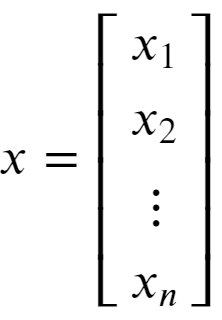 x = [
x₁
x₂
⋮
xₙ
]